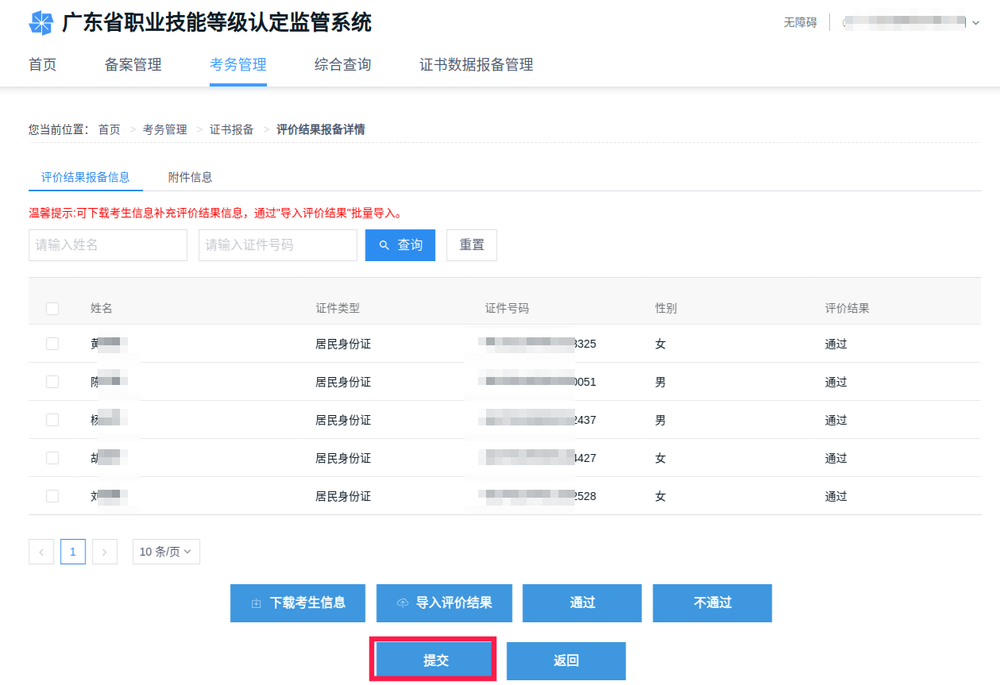 广东省职业技能等级认定监管系统
无障碍
首页 备案管理 考务管理 综合查询 证书数据报备管理
您当前位置： 首页 > 考务管理 > 证书报备 > 评价结果报备详情
评价结果报备信息 附件信息
温馨提示:可下载考生信息补充评价结果信息，通过"导入评价结果"批量导入。
请输入姓名 请输入证件号码 查询 重置
姓名 证件类型 证件号码 性别 评价结果
黄 居民身份证 3325 女 通过
陈 居民身份证 0051 男 通过
杨 居民身份证 2437 男 通过
胡 居民身份证 4427 女 通过
刘 居民身份证 2528 女 通过
< 1 > 10 条/页
下载考生信息 导入评价结果 通过 不通过
提交 返回